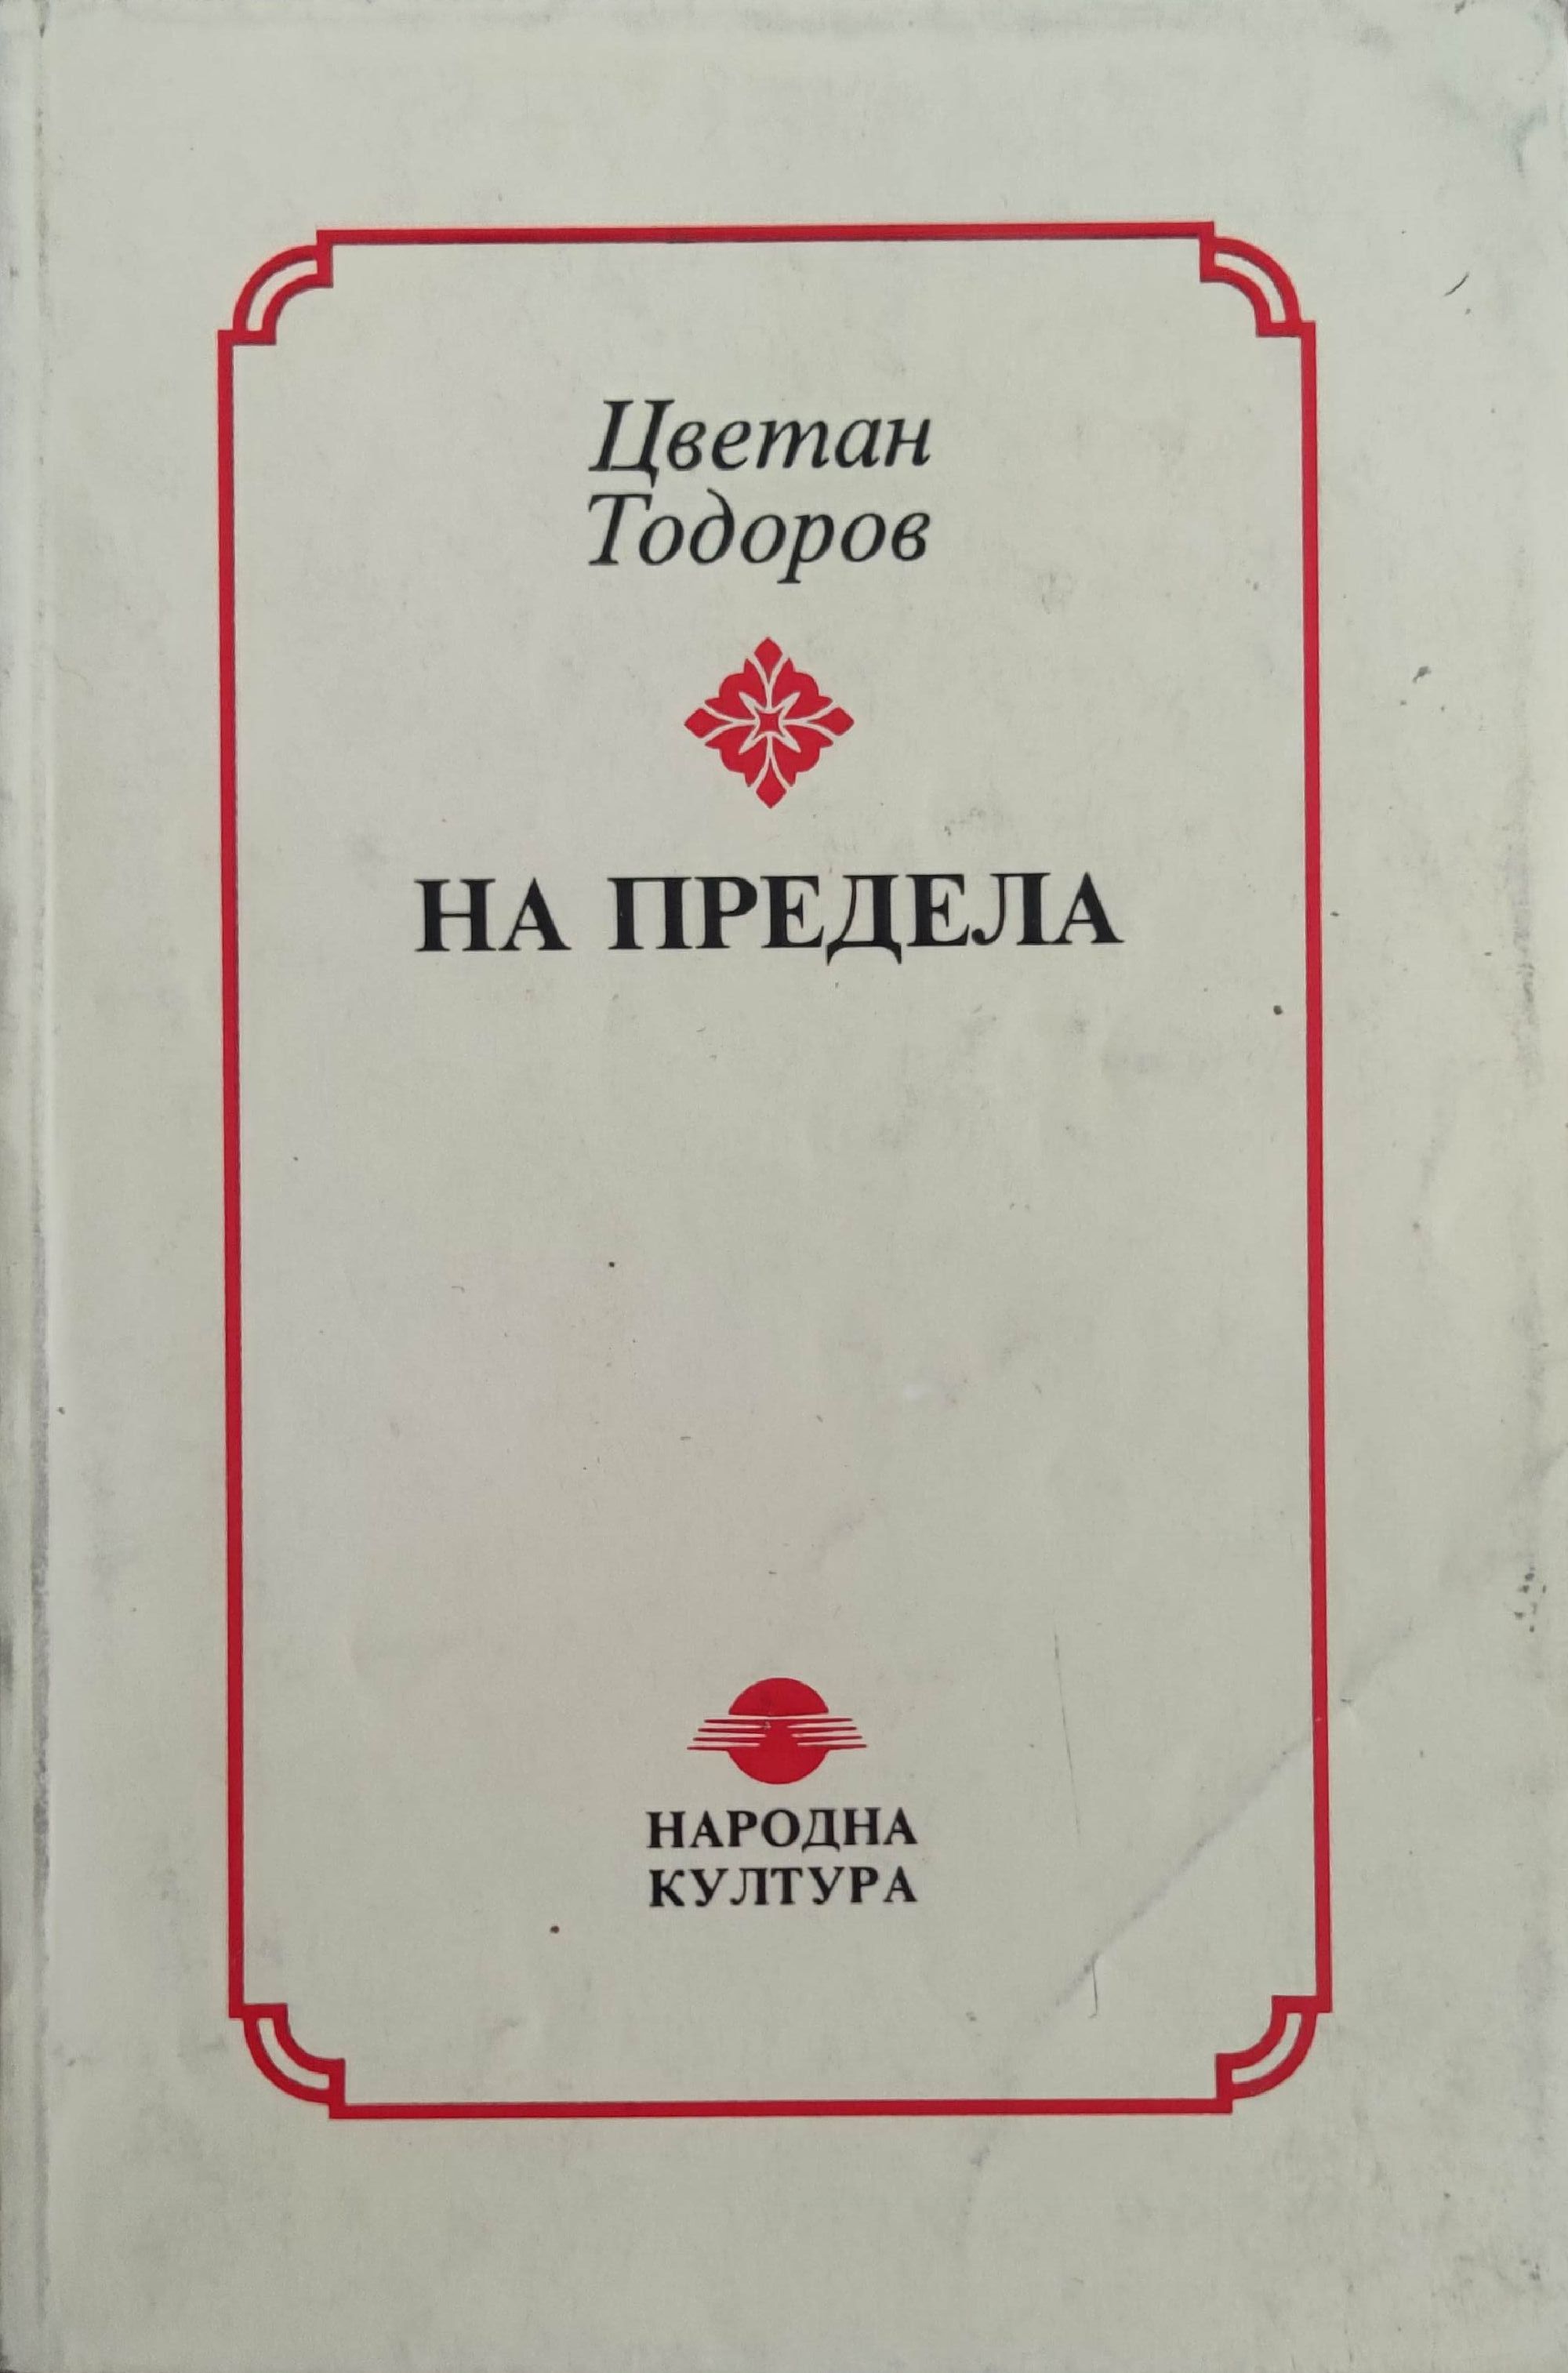 Цветан
Тодоров
НА ПРЕДЕЛА
НАРОДНА
КУЛТУРА